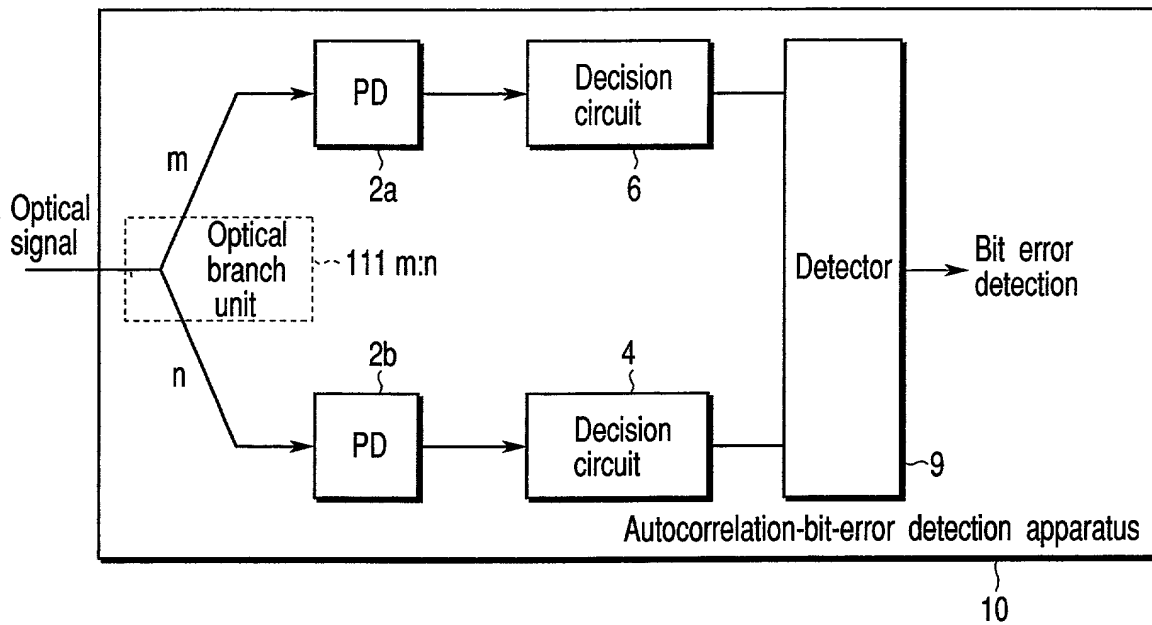 PD
Decision
circuit
m
2a
6
Optical
signal
Optical
branch
unit
111 m:n
Detector
Bit error
detection
n
2b
4
PD
Decision
circuit
9
Autocorrelation-bit-error detection apparatus
10